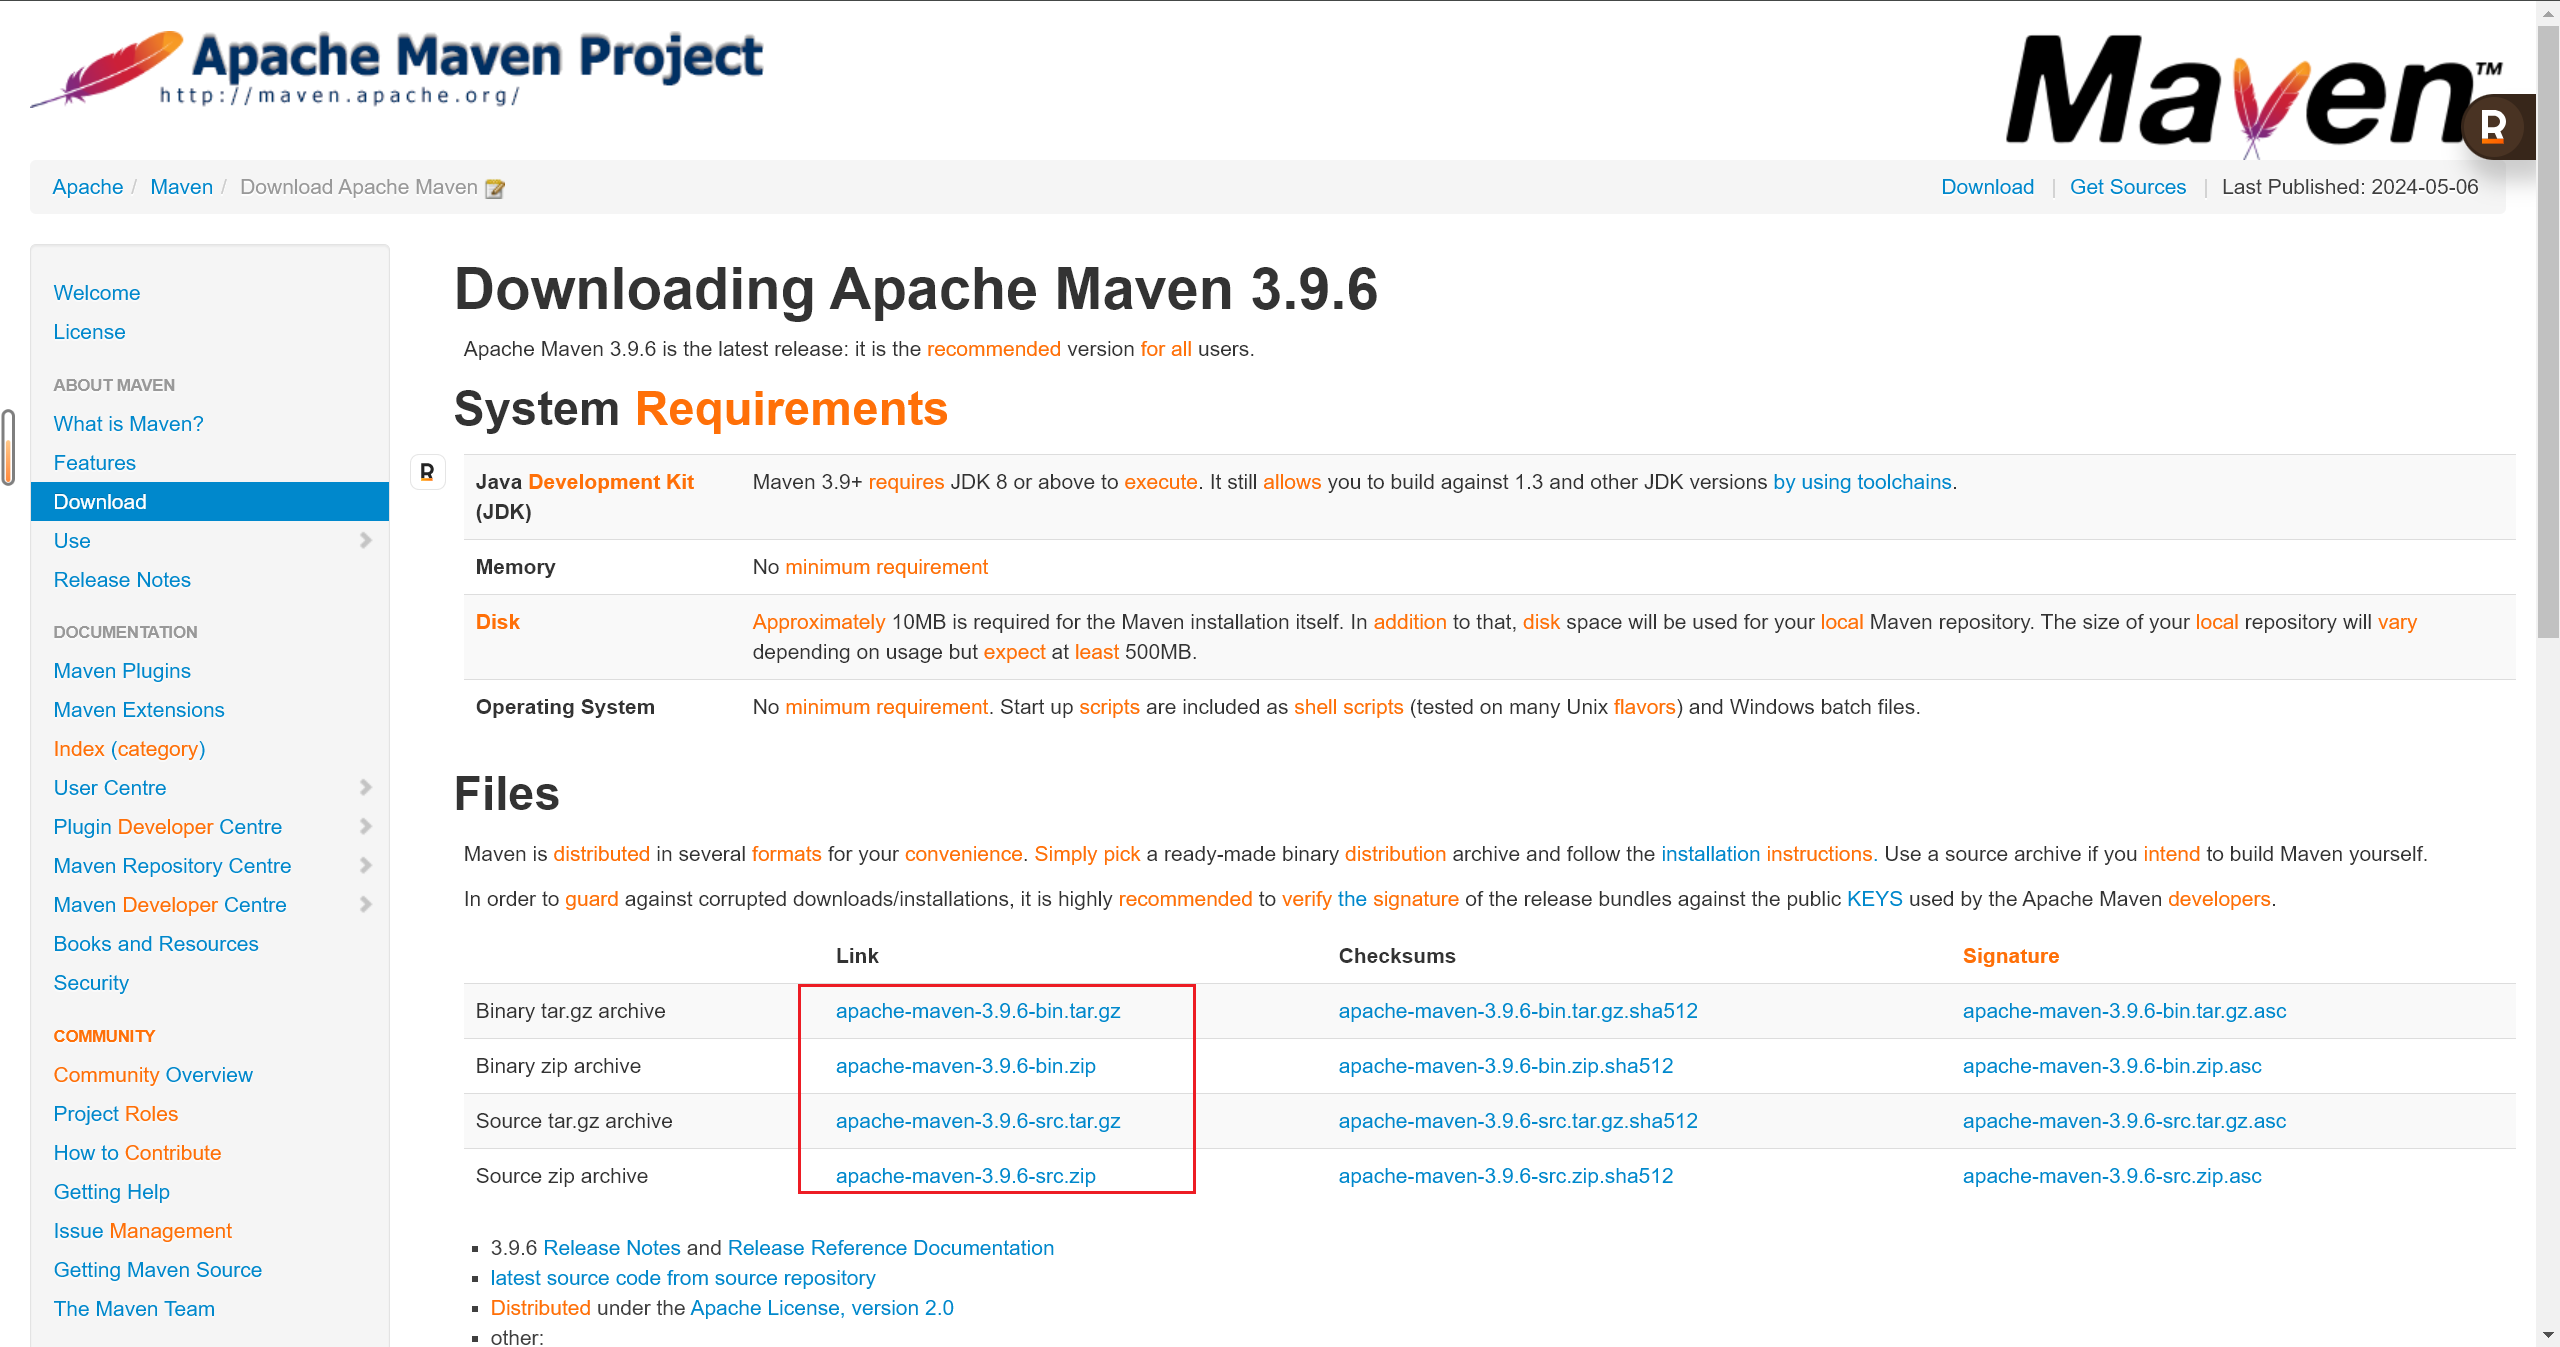 Apache Maven Project
http://maven.apache.org/
Maven™
R
Apache / Maven / Download Apache Maven
Download | Get Sources | Last Published: 2024-05-06
Welcome
License
ABOUT MAVEN
What is Maven?
Features
Download
Use
Release Notes
DOCUMENTATION
Maven Plugins
Maven Extensions
Index (category)
User Centre
Plugin Developer Centre
Maven Repository Centre
Maven Developer Centre
Books and Resources
Security
COMMUNITY
Community Overview
Project Roles
How to Contribute
Getting Help
Issue Management
Getting Maven Source
The Maven Team
Downloading Apache Maven 3.9.6
Apache Maven 3.9.6 is the latest release: it is the recommended version for all users.
System Requirements
R
Java Development Kit (JDK)
Maven 3.9+ requires JDK 8 or above to execute. It still allows you to build against 1.3 and other JDK versions by using toolchains.
Memory
No minimum requirement
Disk
Approximately 10MB is required for the Maven installation itself. In addition to that, disk space will be used for your local Maven repository. The size of your local repository will vary
depending on usage but expect at least 500MB.
Operating System
No minimum requirement. Start up scripts are included as shell scripts (tested on many Unix flavors) and Windows batch files.
Files
Maven is distributed in several formats for your convenience. Simply pick a ready-made binary distribution archive and follow the installation instructions. Use a source archive if you intend to build Maven yourself.
In order to guard against corrupted downloads/installations, it is highly recommended to verify the signature of the release bundles against the public KEYS used by the Apache Maven developers.
Link Checksums Signature
Binary tar.gz archive apache-maven-3.9.6-bin.tar.gz apache-maven-3.9.6-bin.tar.gz.sha512 apache-maven-3.9.6-bin.tar.gz.asc
Binary zip archive apache-maven-3.9.6-bin.zip apache-maven-3.9.6-bin.zip.sha512 apache-maven-3.9.6-bin.zip.asc
Source tar.gz archive apache-maven-3.9.6-src.tar.gz apache-maven-3.9.6-src.tar.gz.sha512 apache-maven-3.9.6-src.tar.gz.asc
Source zip archive apache-maven-3.9.6-src.zip apache-maven-3.9.6-src.zip.sha512 apache-maven-3.9.6-src.zip.asc
3.9.6 Release Notes and Release Reference Documentation
latest source code from source repository
Distributed under the Apache License, version 2.0
other: